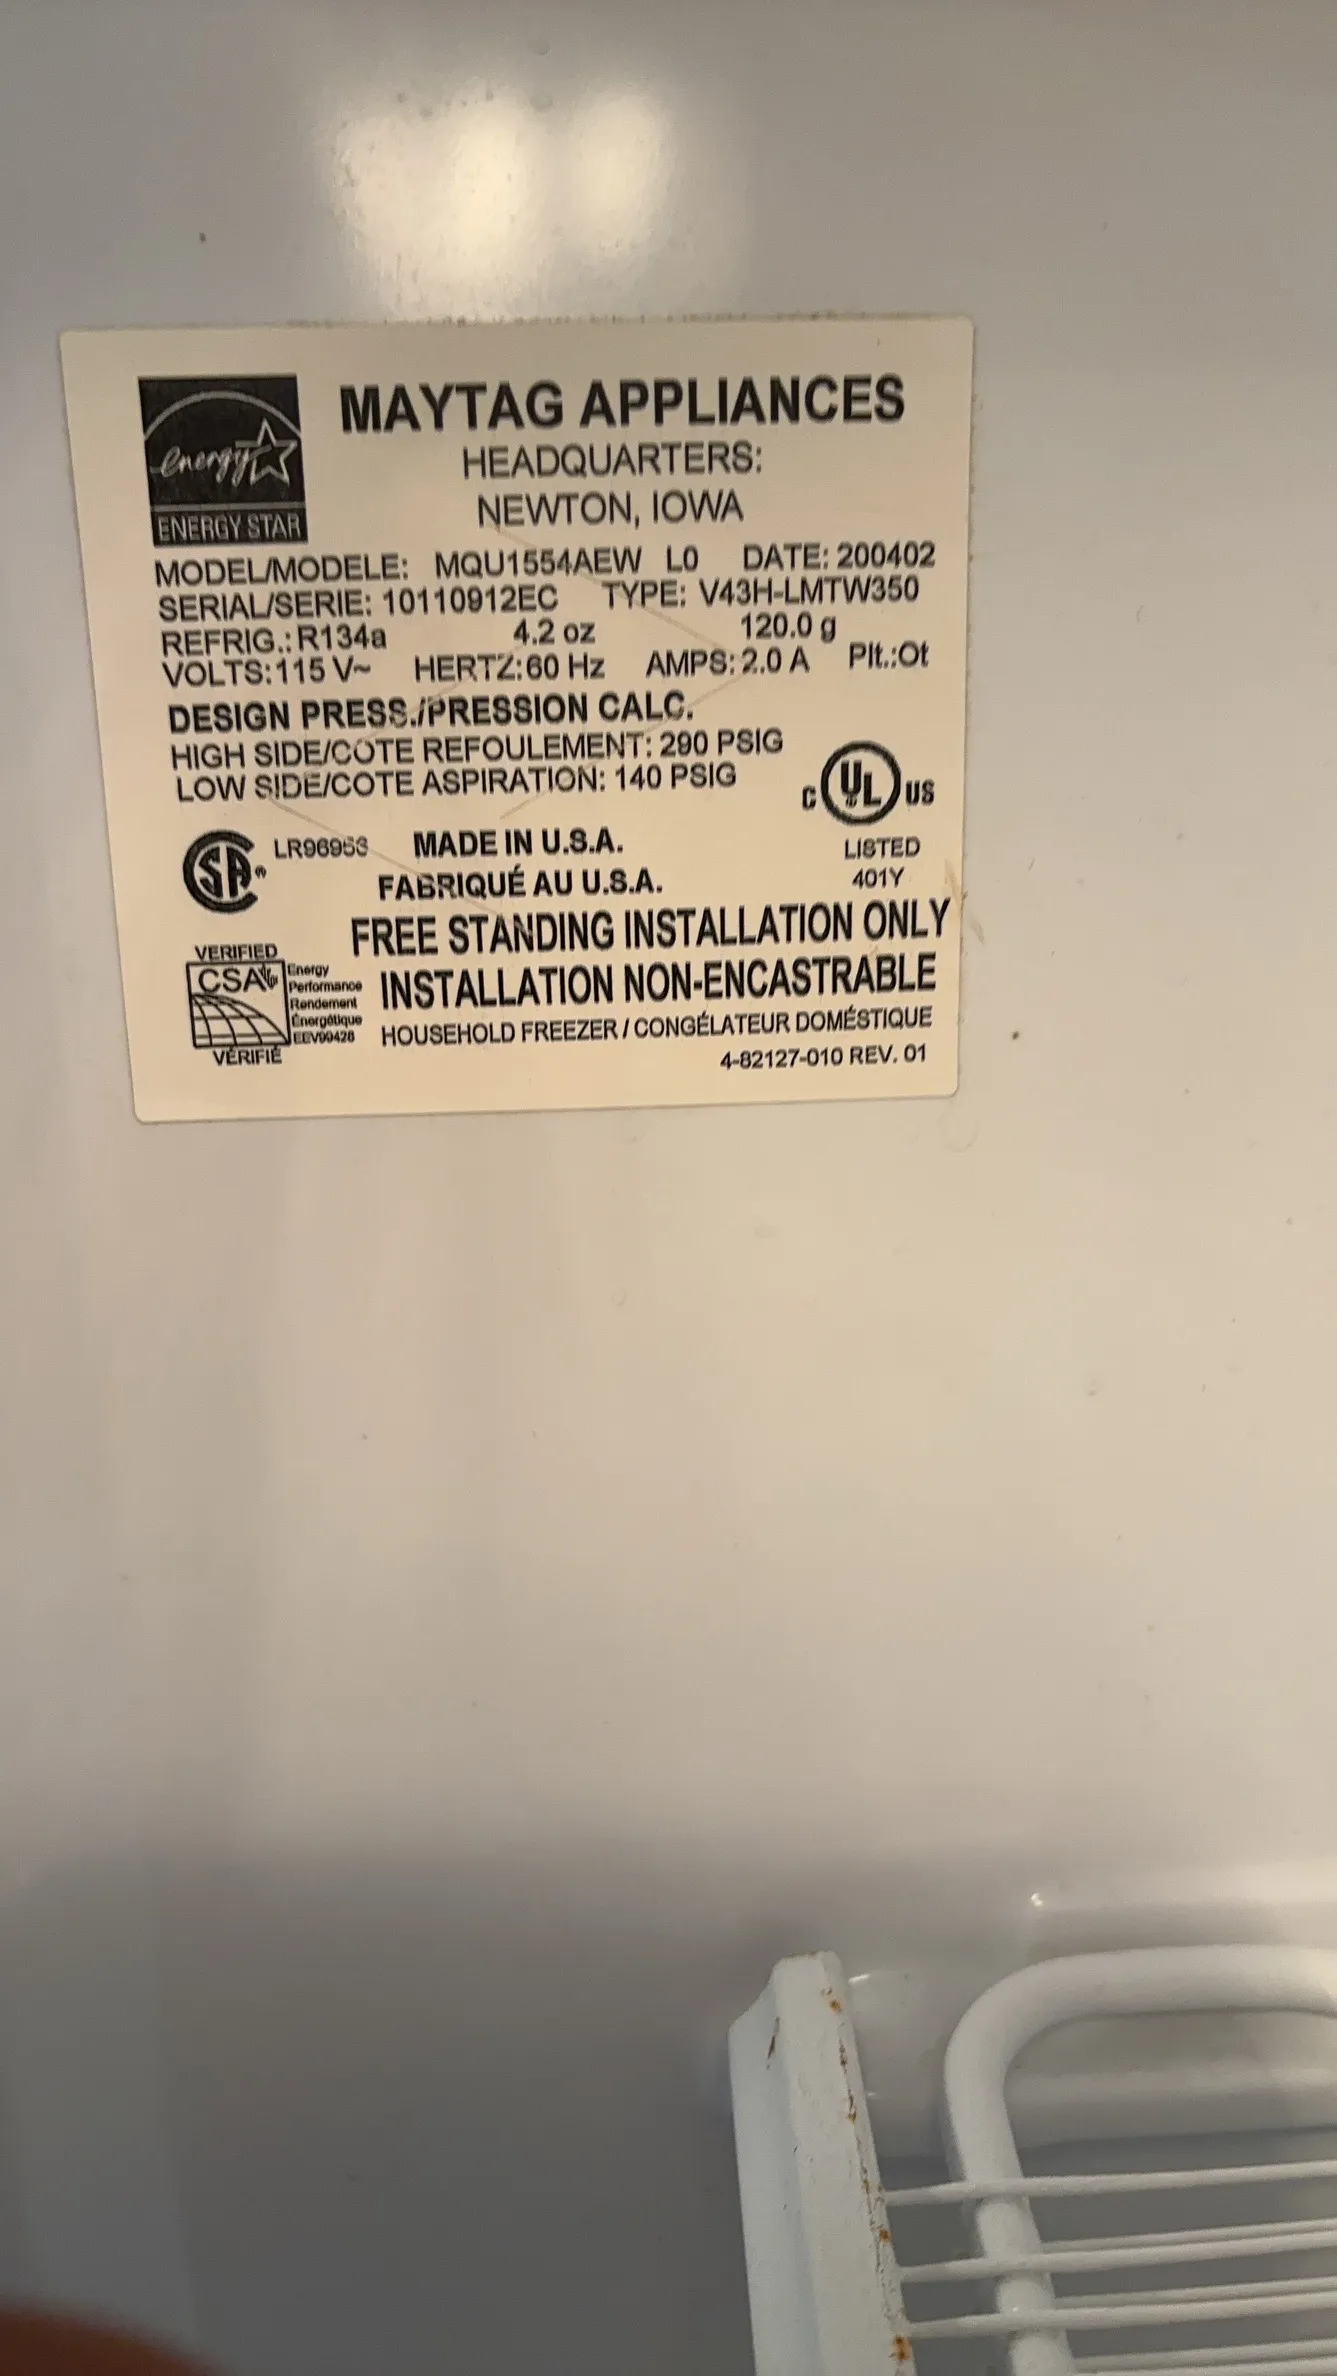 energy
ENERGY STAR
MAYTAG APPLIANCES
HEADQUARTERS:
NEWTON, IOWA
MODEL/MODELE: MQU1554AEW L0 DATE: 200402
SERIAL/SERIE: 10110912EC TYPE: V43H-LMTW350
REFRIG.: R134a 4.2 oz 120.0 g
VOLTS: 115 V~ HERTZ: 60 Hz AMPS: 2.0 A Plt.:Ot
DESIGN PRESS./PRESSION CALC.
HIGH SIDE/COTE REFOULEMENT: 290 PSIG
LOW SIDE/COTE ASPIRATION: 140 PSIG
C UL US
LISTED
401Y
SA® LR96953 MADE IN U.S.A.
FABRIQUÉ AU U.S.A.
FREE STANDING INSTALLATION ONLY
INSTALLATION NON-ENCASTRABLE
HOUSEHOLD FREEZER / CONGÉLATEUR DOMÉSTIQUE
4-82127-010 REV. 01
VERIFIED
CSA
Energy
Performance
Rendement
Énergétique
EEV99428
VÉRIFIÉ